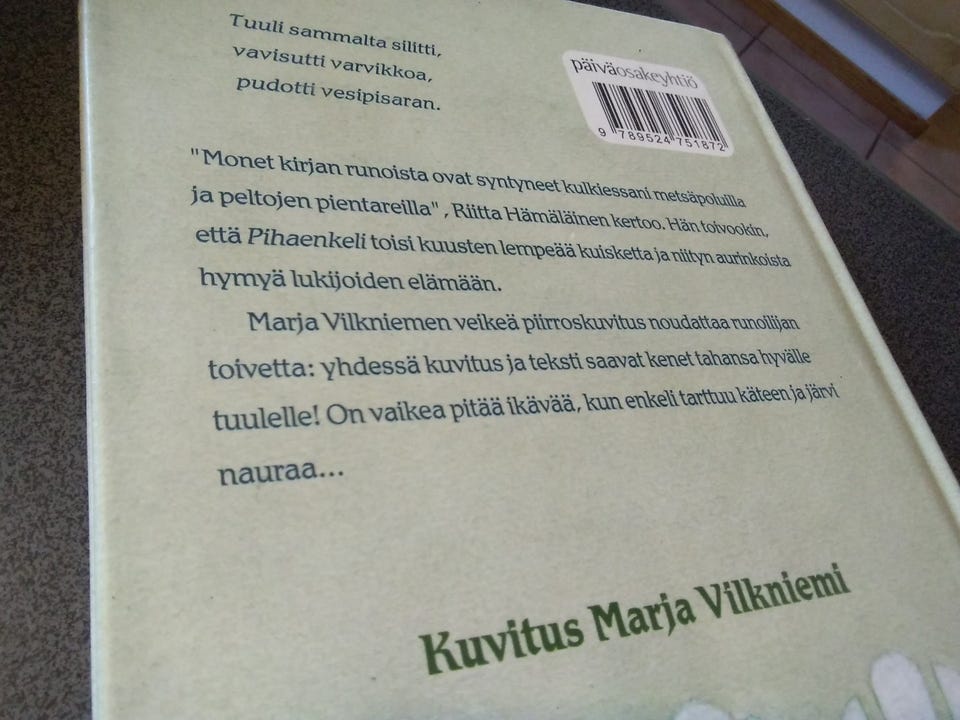 Tuuli sammalta silitti,
vavisutti varvikkoa,
pudotti vesipisaran.
päiväosakeyhtiö
9 789524 751872
"Monet kirjan runoista ovat syntyneet kulkiessani metsäpoluilla
ja peltojen pientareilla", Riitta Hämäläinen kertoo. Hän toivookin,
että Pihaenkeli toisi kuusten lempeää kuisketta ja niityn aurinkoista
hymyä lukijoiden elämään.
Marja Vilkniemen veikeä piirroskuvitus noudattaa runoilijan
toivetta: yhdessä kuvitus ja teksti saavat kenet tahansa hyvälle
tuulelle! On vaikea pitää ikävää, kun enkeli tarttuu käteen ja järvi
nauraa...
Kuvitus Marja Vilkniemi